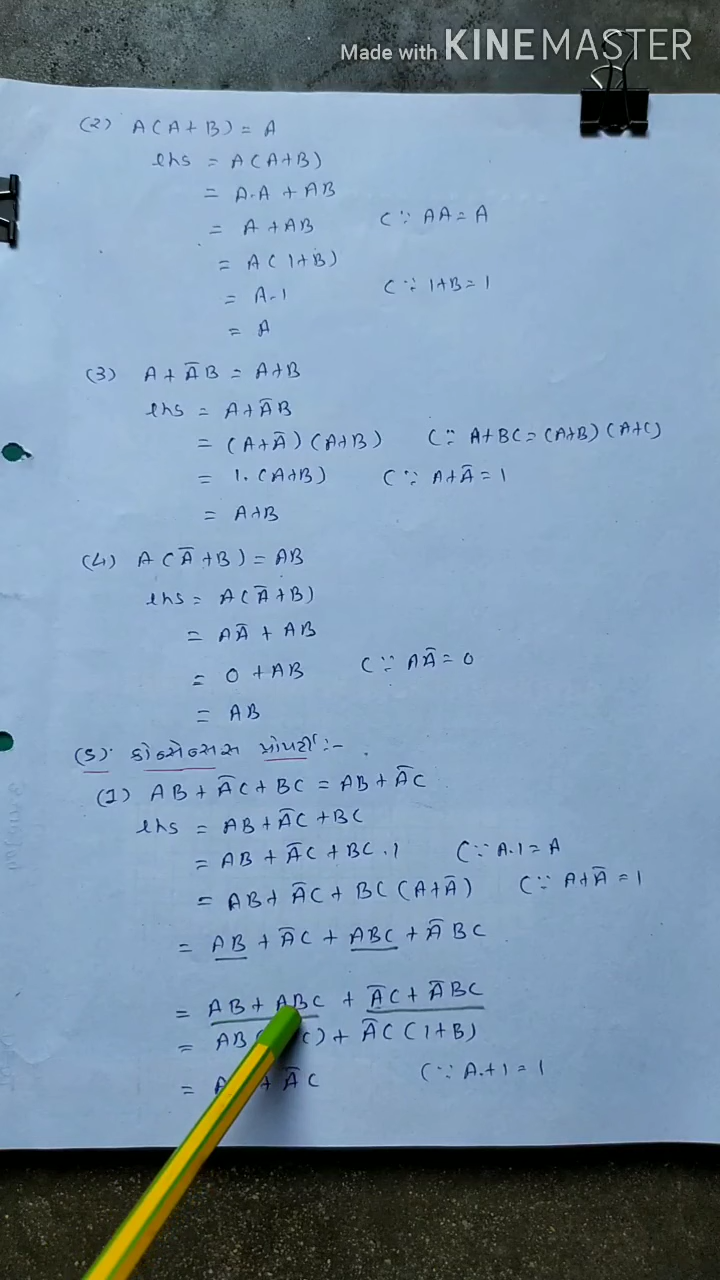 Made with KINEMASTER
(2) A(A+B) = A
lhs = A(A+B)
= A.A + AB
= A + AB (∵ AA = A
= A(1+B)
= A.1 (∵ 1+B = 1
= A
(3) A + ĀB = A+B
lhs = A+ĀB
= (A+Ā)(A+B) (∵ A+BC = (A+B)(A+C)
= 1.(A+B) (∵ A+Ā = 1
= A+B
(4) A(Ā+B) = AB
lhs = A(Ā+B)
= AĀ + AB
= 0 + AB (∵ AĀ = 0
= AB
(1) AB + ĀC + BC = AB + ĀC
lhs = AB + ĀC + BC
= AB + ĀC + BC.1 (∵ A.1 = A
= AB + ĀC + BC(A+Ā) (∵ A+Ā = 1
= AB + ĀC + ABC + ĀBC
= AB + ABC + ĀC + ĀBC
= AB( C) + ĀC(1+B)
= A + ĀC (∵ A+1 = 1